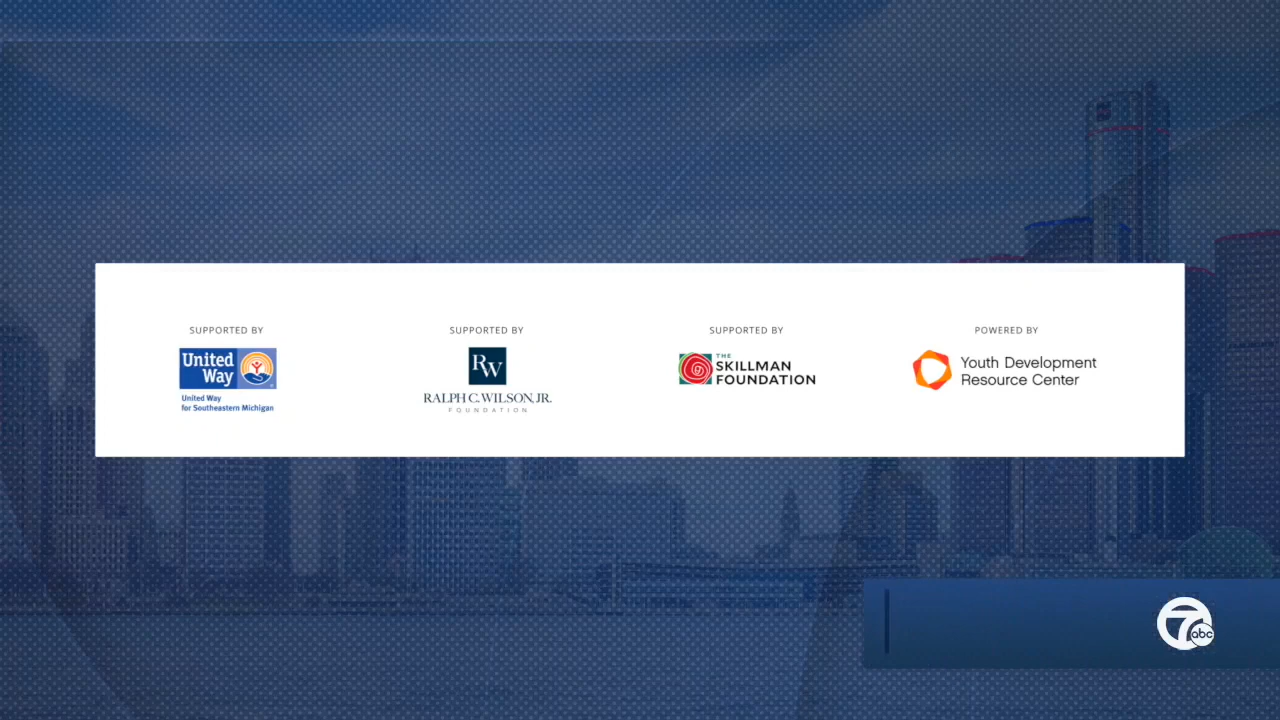 SUPPORTED BY
United
Way
United Way
for Southeastern Michigan
SUPPORTED BY
RW
RALPH C. WILSON, JR.
FOUNDATION
SUPPORTED BY
THE
SKILLMAN
FOUNDATION
POWERED BY
Youth Development
Resource Center
7
abc